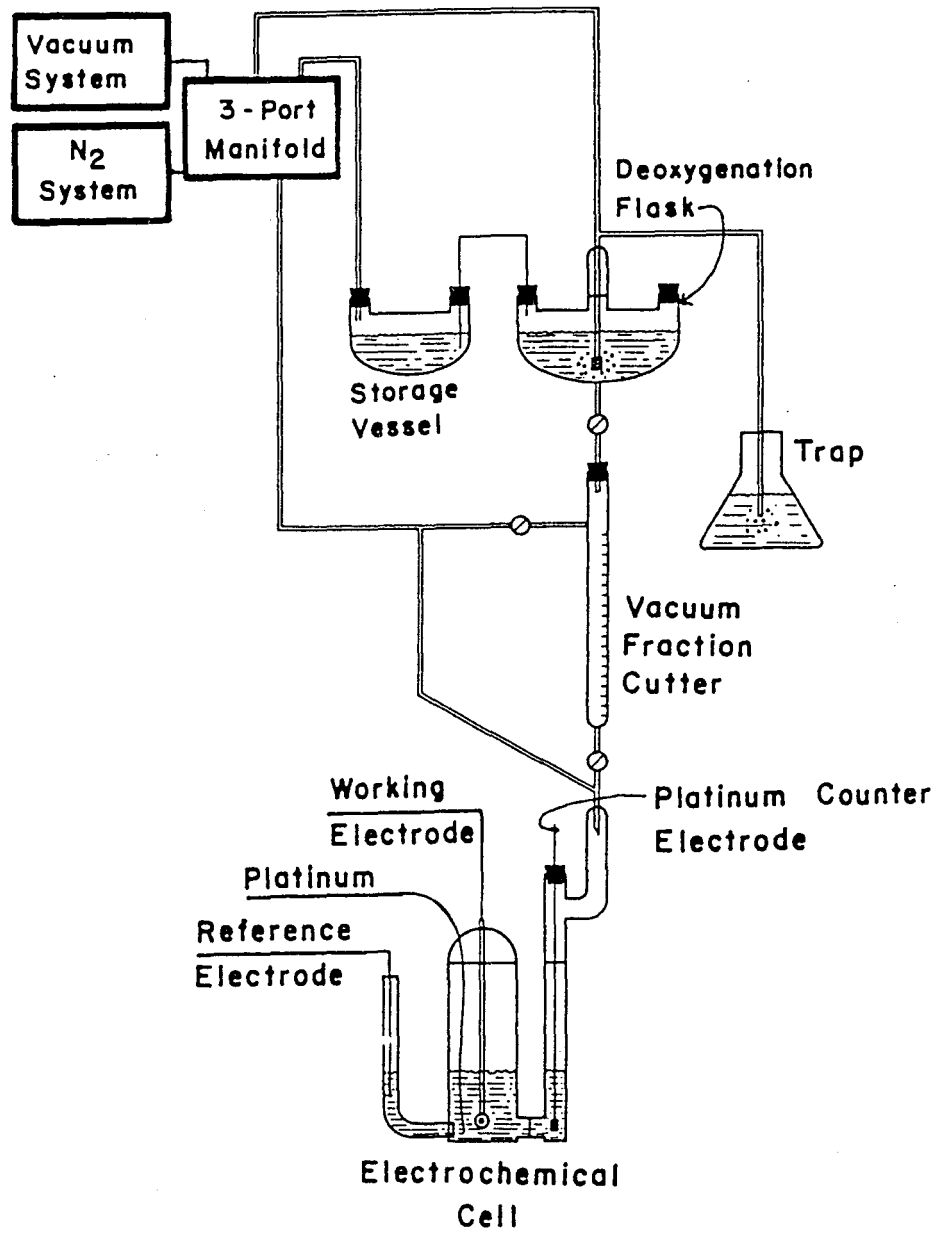 Vacuum
System
3-Port
Manifold
N2
System
Deoxygenation
Flask
Storage
Vessel
Trap
Vacuum
Fraction
Cutter
Working
Electrode
Platinum Counter
Electrode
Platinum
Reference
Electrode
Electrochemical
Cell